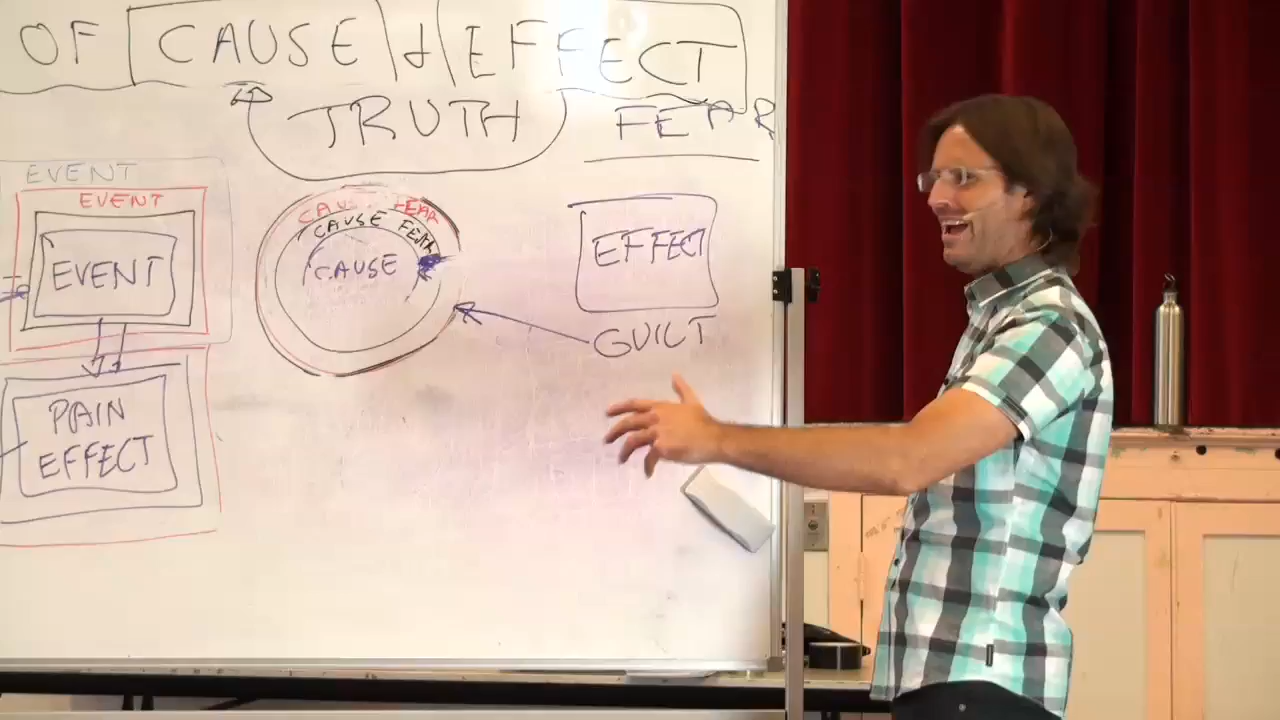 OF CAUSE & EFFECT
TRUTH FEAR
EVENT
EVENT
EVENT
CAUSE FEAR
CAUSE FEAR
CAUSE
EFFECT
GUILT
PAIN
EFFECT